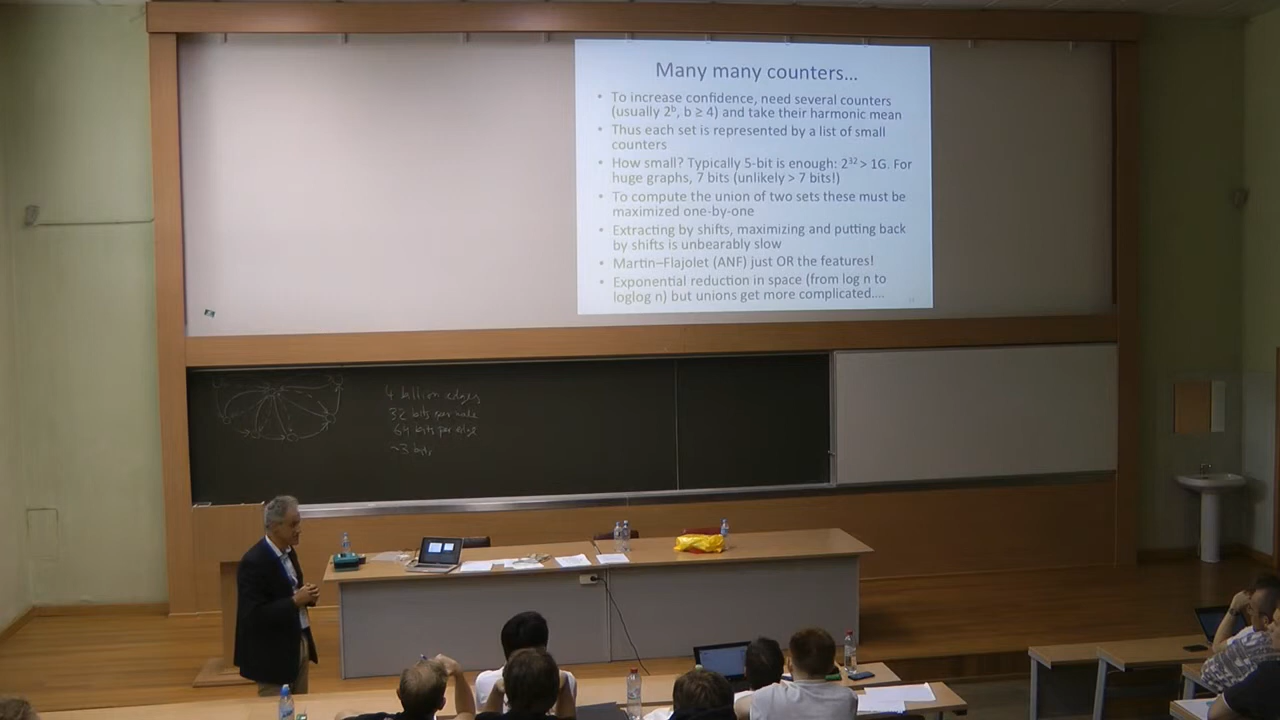 Many many counters...
• To increase confidence, need several counters
(usually 2ᵇ, b ≥ 4) and take their harmonic mean
• Thus each set is represented by a list of small
counters
• How small? Typically 5-bit is enough: 2³² > 1G. For
huge graphs, 7 bits (unlikely > 7 bits!)
• To compute the union of two sets these must be
maximized one-by-one
• Extracting by shifts, maximizing and putting back
by shifts is unbearably slow
• Martin–Flajolet (ANF) just OR the features!
• Exponential reduction in space (from log n to
loglog n) but unions get more complicated....
4 billion edges
32 bits per node
64 bits per edge
~3 bits